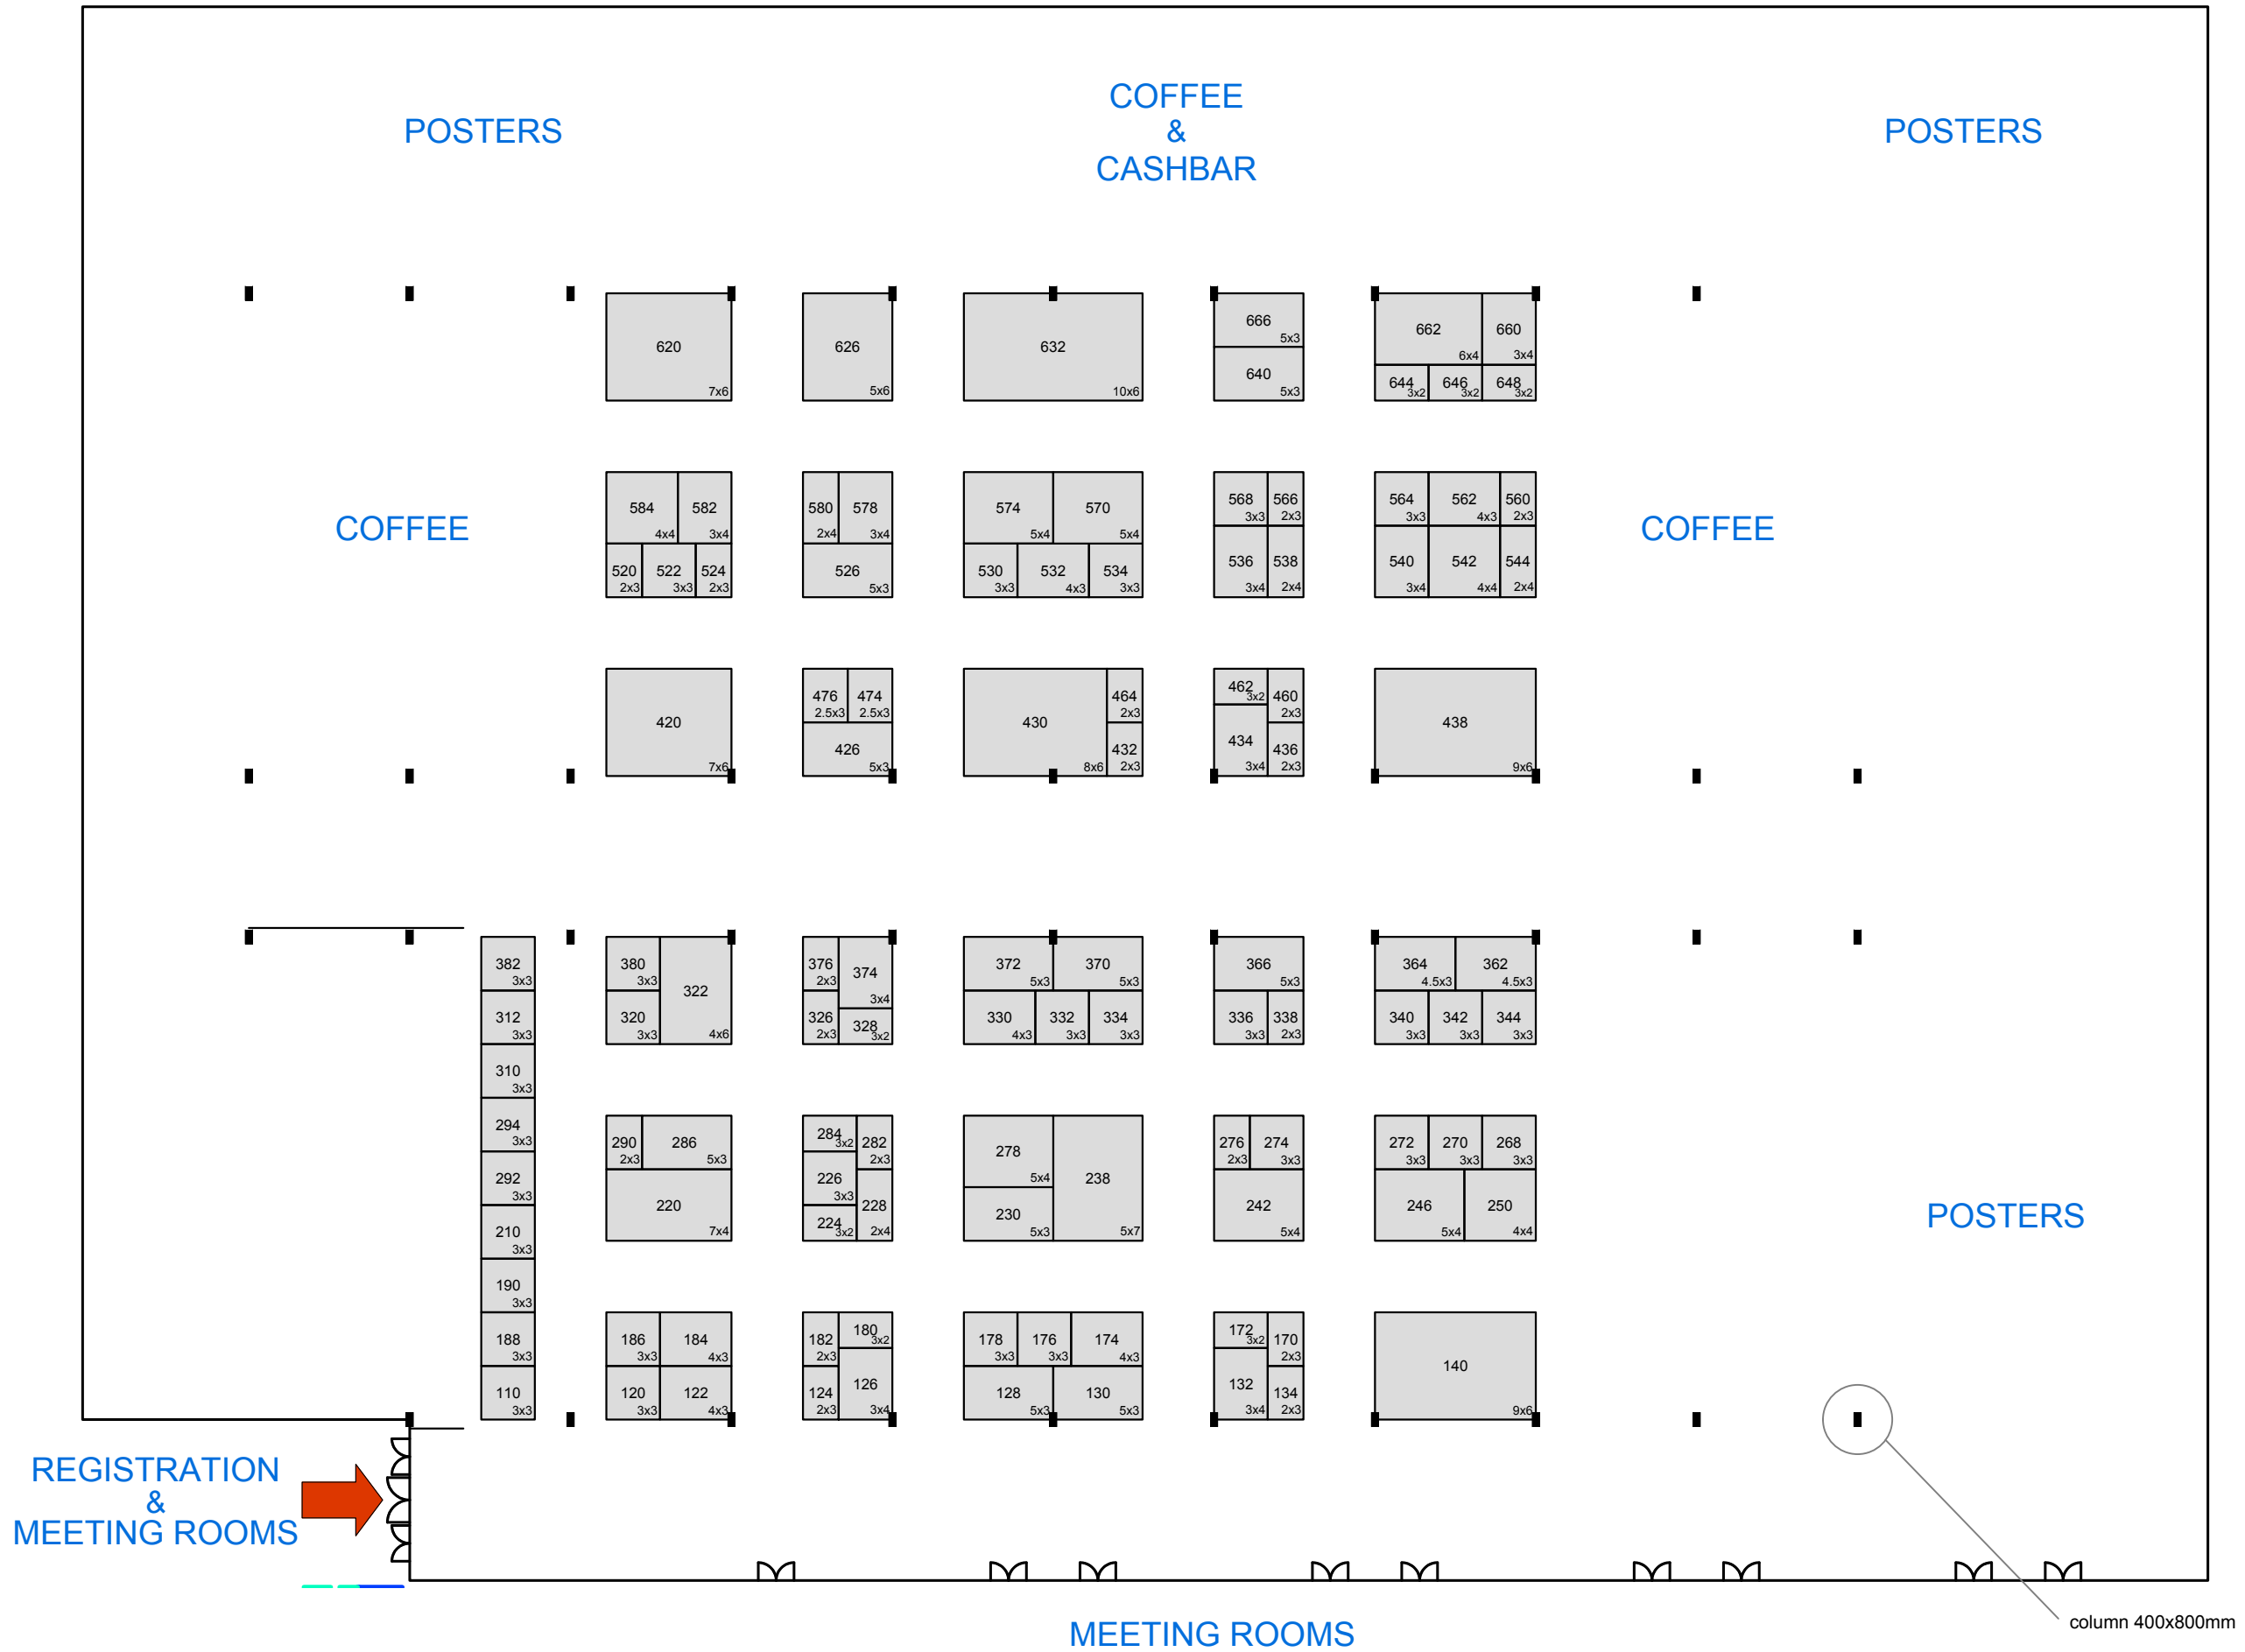 COFFEE
&
CASHBAR
POSTERS
POSTERS
620
7x6
626
5x6
632
10x6
666
5x3
640
5x3
662
6x4
660
3x4
644
3x2
646
3x2
648
3x2
COFFEE
584
4x4
582
3x4
520
2x3
522
3x3
524
2x3
580
2x4
578
3x4
526
5x3
574
5x4
570
5x4
530
3x3
532
4x3
534
3x3
568
3x3
566
2x3
536
3x4
538
2x4
564
3x3
562
4x3
560
2x3
540
3x4
542
4x4
544
2x4
COFFEE
420
7x6
476
2.5x3
474
2.5x3
426
5x3
430
8x6
464
2x3
432
2x3
462
3x2
460
2x3
434
3x4
436
2x3
438
9x6
382
3x3
312
3x3
310
3x3
294
3x3
292
3x3
210
3x3
190
3x3
188
3x3
110
3x3
380
3x3
322
4x6
320
3x3
376
2x3
374
3x4
326
2x3
328
3x2
372
5x3
370
5x3
330
4x3
332
3x3
334
3x3
366
5x3
336
3x3
338
2x3
364
4.5x3
362
4.5x3
340
3x3
342
3x3
344
3x3
290
2x3
286
5x3
220
7x4
284
3x2
282
2x3
226
3x3
228
2x4
224
3x2
278
5x4
238
5x7
230
5x3
276
2x3
274
3x3
242
5x4
272
3x3
270
3x3
268
3x3
246
5x4
250
4x4
POSTERS
186
3x3
184
4x3
120
3x3
122
4x3
182
2x3
180
3x2
124
2x3
126
3x4
178
3x3
176
3x3
174
4x3
128
5x3
130
5x3
172
3x2
170
2x3
132
3x4
134
2x3
140
9x6
REGISTRATION
&
MEETING ROOMS
column 400x800mm
MEETING ROOMS